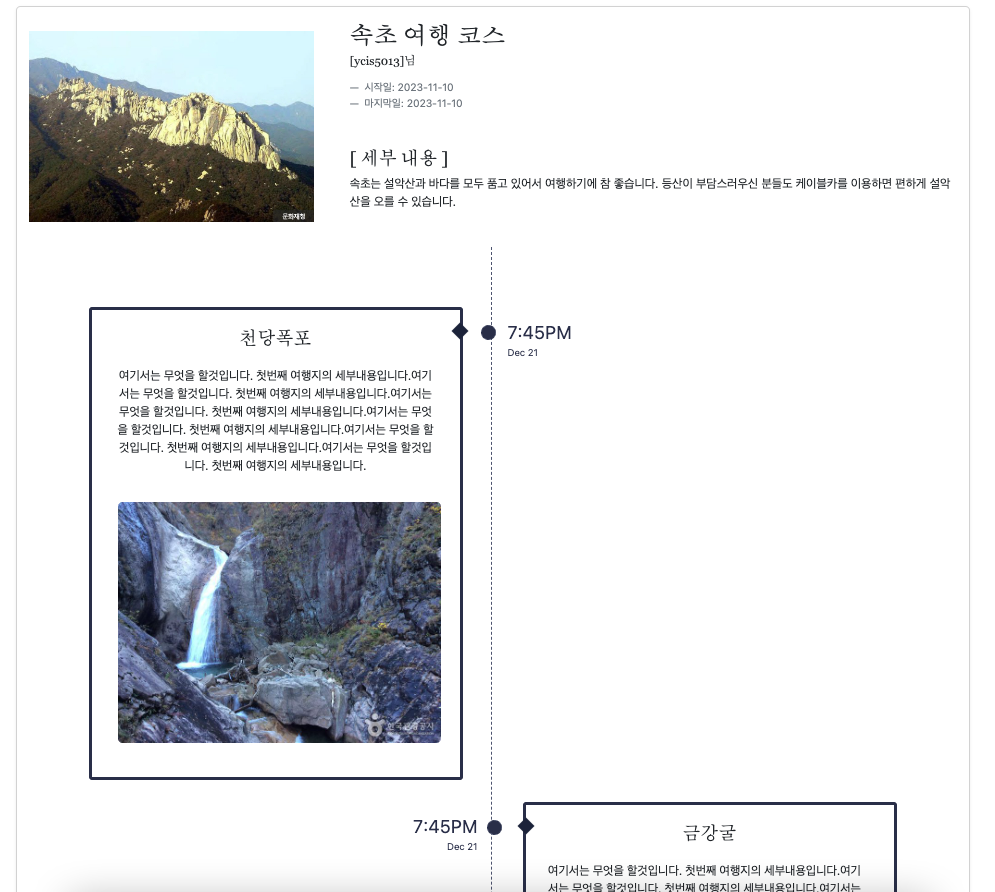 속초 여행 코스
[ycis5013]님
— 시작일: 2023-11-10
— 마지막일: 2023-11-10
[ 세부 내용 ]
속초는 설악산과 바다를 모두 품고 있어서 여행하기에 참 좋습니다. 등산이 부담스러우신 분들도 케이블카를 이용하면 편하게 설악
산을 오를 수 있습니다.
문화재청
천당폭포
여기서는 무엇을 할것입니다. 첫번째 여행지의 세부내용입니다.여기
서는 무엇을 할것입니다. 첫번째 여행지의 세부내용입니다.여기서는
무엇을 할것입니다. 첫번째 여행지의 세부내용입니다.여기서는 무엇
을 할것입니다. 첫번째 여행지의 세부내용입니다.여기서는 무엇을 할
것입니다. 첫번째 여행지의 세부내용입니다.여기서는 무엇을 할것입
니다. 첫번째 여행지의 세부내용입니다.
7:45PM
Dec 21
한국관광공사
7:45PM
Dec 21
금강굴
여기서는 무엇을 할것입니다. 첫번째 여행지의 세부내용입니다.여기
서는 무엇을 할것입니다. 첫번째 여행지의 세부내용입니다.여기서는